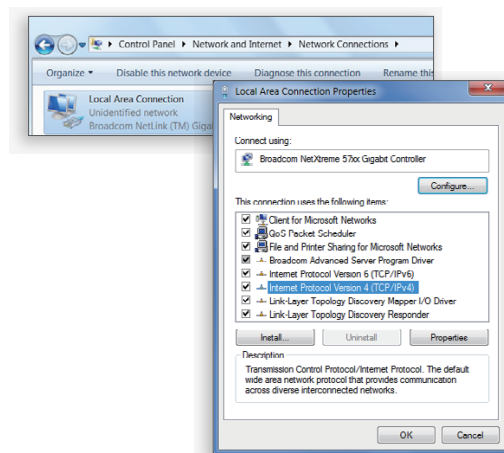 Control Panel ▸ Network and Internet ▸ Network Connections ▸
Organize ▾ Disable this network device Diagnose this connection Rename this
Local Area Connection
Unidentified network
Broadcom NetLink (TM) Giga
Local Area Connection Properties
Networking
Connect using:
Broadcom NetXtreme 57xx Gigabit Controller
Configure...
This connection uses the following items:
Client for Microsoft Networks
QoS Packet Scheduler
File and Printer Sharing for Microsoft Networks
Broadcom Advanced Server Program Driver
Internet Protocol Version 6 (TCP/IPv6)
Internet Protocol Version 4 (TCP/IPv4)
Link-Layer Topology Discovery Mapper I/O Driver
Link-Layer Topology Discovery Responder
Install... Uninstall Properties
Description
Transmission Control Protocol/Internet Protocol. The default
wide area network protocol that provides communication
across diverse interconnected networks.
OK Cancel